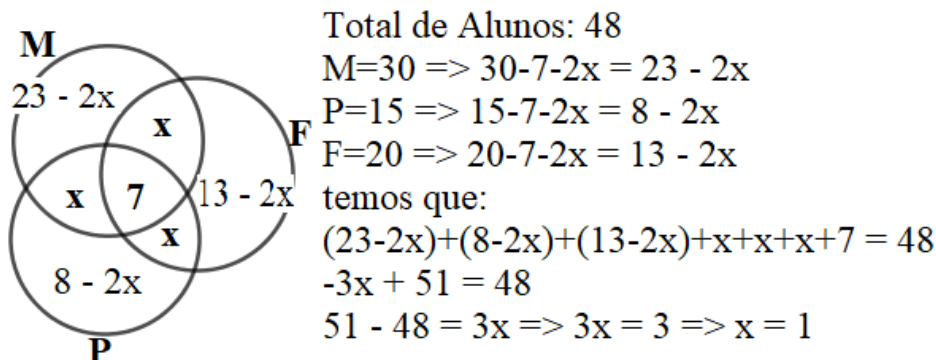 M
23 - 2x
x
F
x
7
13 - 2x
x
8 - 2x
P
Total de Alunos: 48
M=30 => 30-7-2x = 23 - 2x
P=15 => 15-7-2x = 8 - 2x
F=20 => 20-7-2x = 13 - 2x
temos que:
(23-2x)+(8-2x)+(13-2x)+x+x+x+7 = 48
-3x + 51 = 48
51 - 48 = 3x => 3x = 3 => x = 1